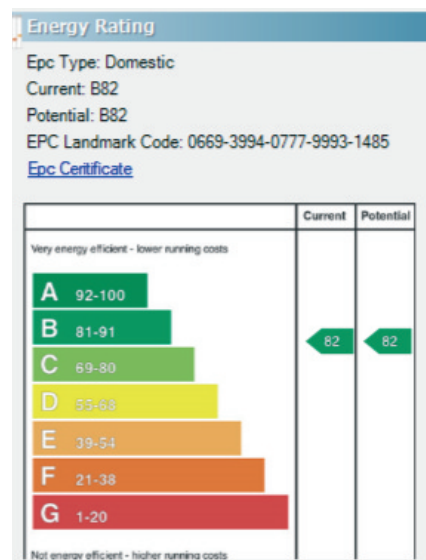 Energy Rating
Epc Type: Domestic
Current: B82
Potential: B82
EPC Landmark Code: 0669-3994-0777-9993-1485
Epc Ceritificate
Current Potential
Very energy efficient - lower running costs
A 92-100
B 81-91 82 82
C 69-80
D 55-68
E 39-54
F 21-38
G 1-20
Not energy efficient - higher running costs